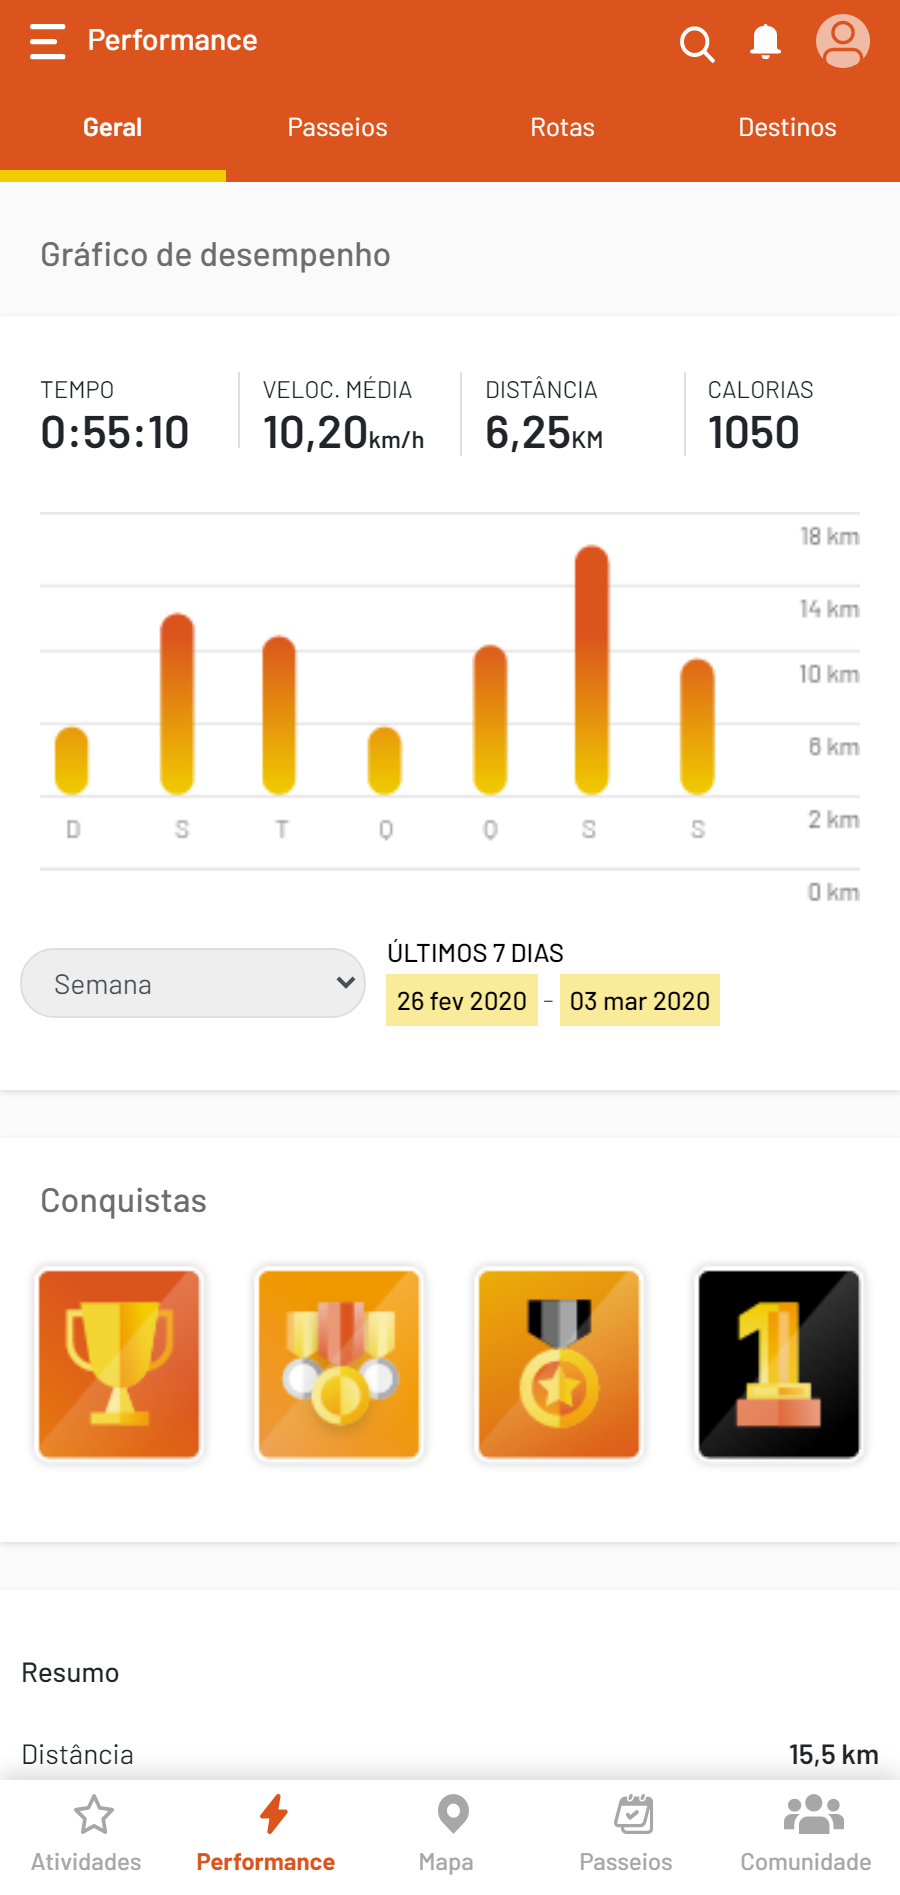 Performance
Geral Passeios Rotas Destinos
Gráfico de desempenho
TEMPO VELOC. MÉDIA DISTÂNCIA CALORIAS
0:55:10 10,20km/h 6,25KM 1050
18 km
14 km
10 km
6 km
2 km
D S T Q Q S S
0 km
ÚLTIMOS 7 DIAS
Semana
26 fev 2020 - 03 mar 2020
Conquistas
1
Resumo
Distância 15,5 km
Atividades Performance Mapa Passeios Comunidade